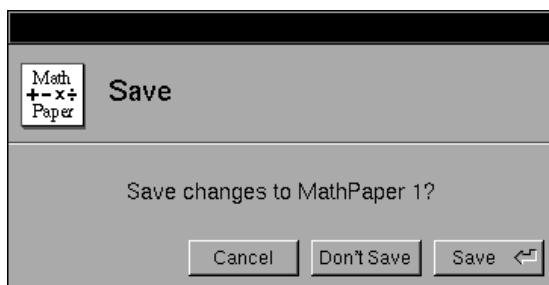 Math
+-×÷
Paper
Save
Save changes to MathPaper 1?
Cancel Don't Save Save